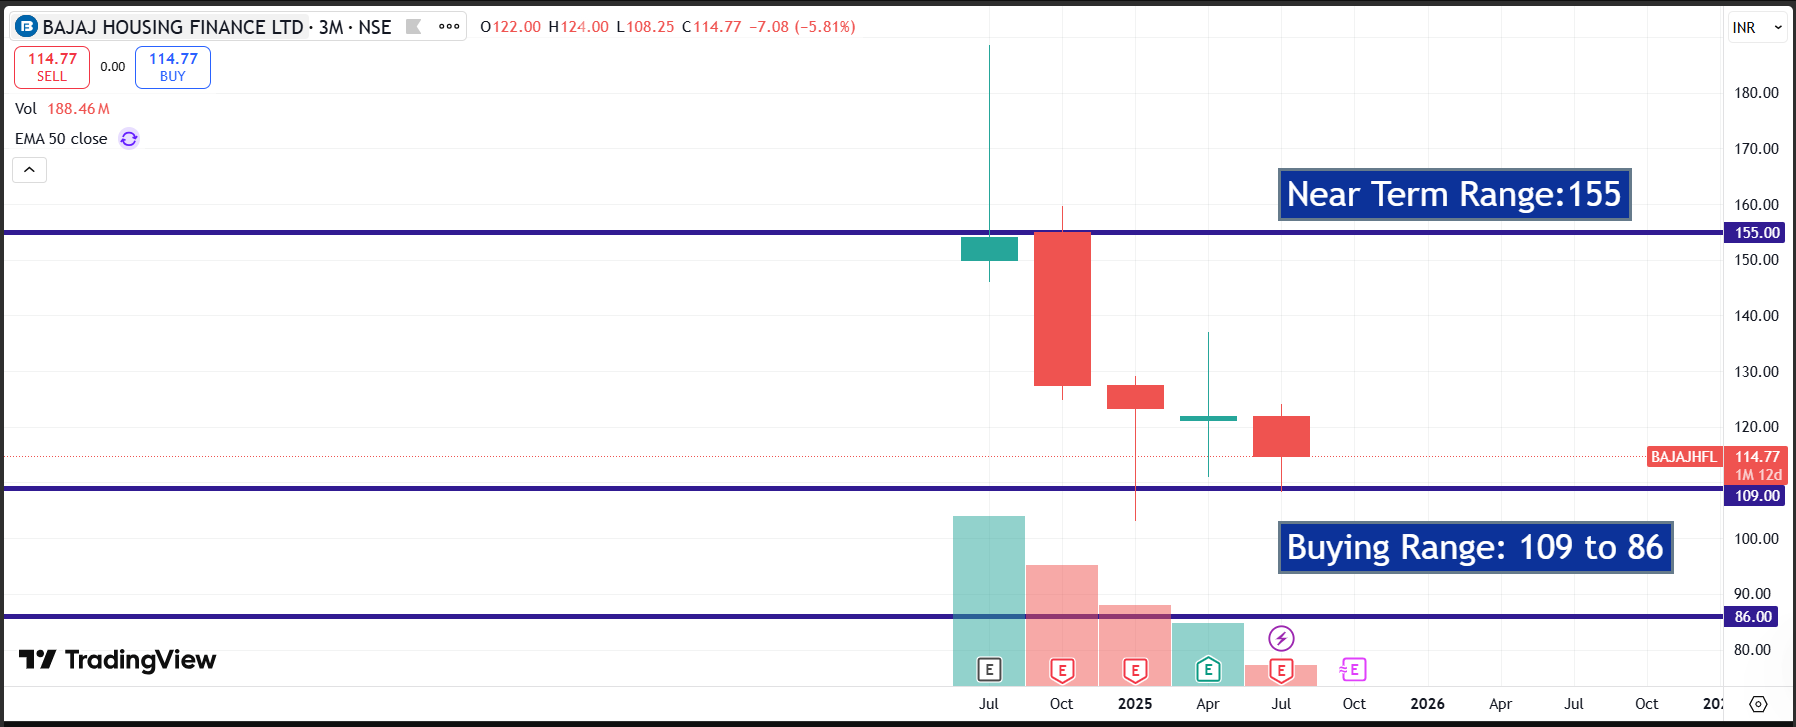 BAJAJ HOUSING FINANCE LTD · 3M · NSE
O122.00 H124.00 L108.25 C114.77 −7.08 (−5.81%)
INR
114.77
SELL
0.00
114.77
BUY
Vol 188.46 M
EMA 50 close
180.00
170.00
Near Term Range:155
160.00
155.00
150.00
140.00
130.00
120.00
BAJAJHFL 114.77
1M 12d
109.00
Buying Range: 109 to 86
100.00
90.00
86.00
80.00
TradingView
E E E E E E
Jul Oct 2025 Apr Jul Oct 2026 Apr Jul Oct